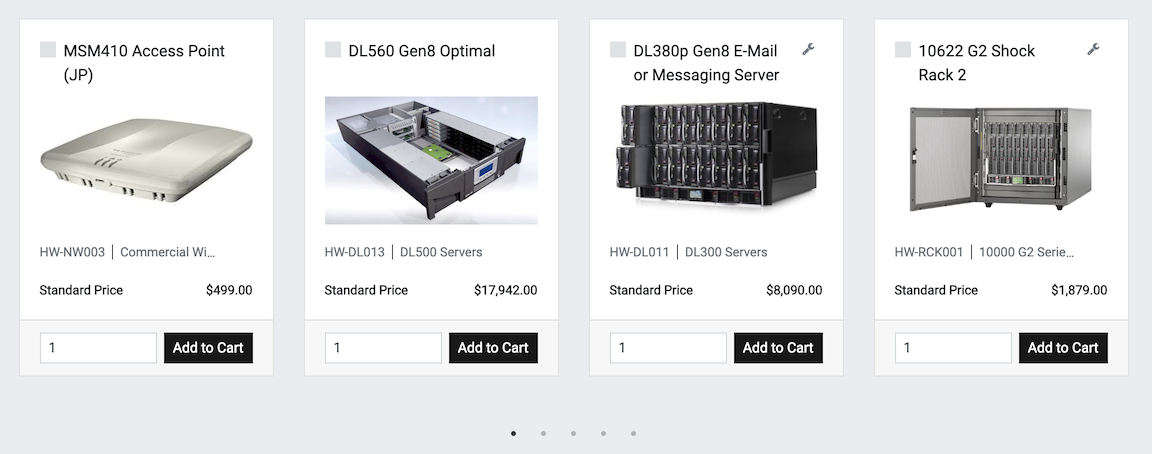 MSM410 Access Point
(JP)
HW-NW003 | Commercial Wi...
Standard Price $499.00
1 Add to Cart
DL560 Gen8 Optimal
HW-DL013 | DL500 Servers
Standard Price $17,942.00
1 Add to Cart
DL380p Gen8 E-Mail
or Messaging Server
HW-DL011 | DL300 Servers
Standard Price $8,090.00
1 Add to Cart
10622 G2 Shock
Rack 2
HW-RCK001 | 10000 G2 Serie...
Standard Price $1,879.00
1 Add to Cart